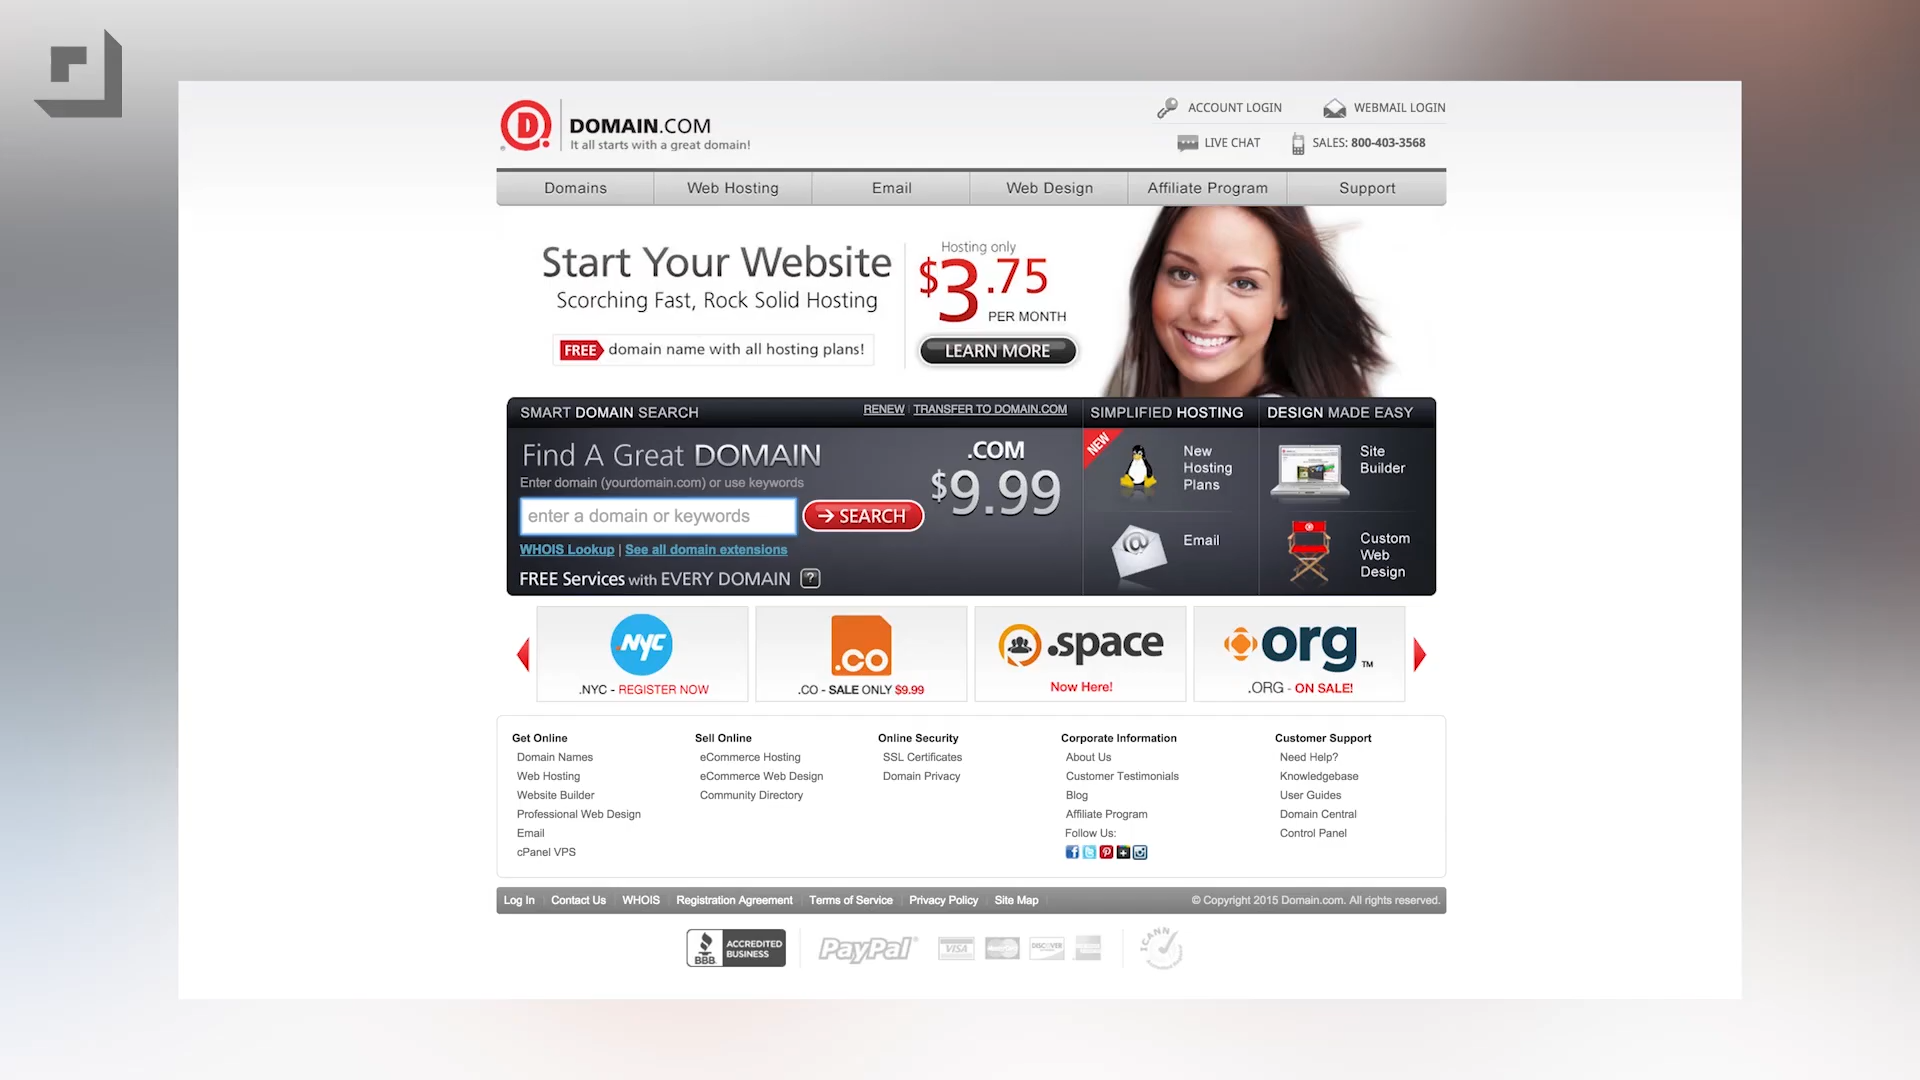 DOMAIN.COM
It all starts with a great domain!
ACCOUNT LOGIN
WEBMAIL LOGIN
LIVE CHAT
SALES: 800-403-3568
Domains
Web Hosting
Email
Web Design
Affiliate Program
Support
Start Your Website
Scorching Fast, Rock Solid Hosting
FREE domain name with all hosting plans!
Hosting only
$3.75
PER MONTH
LEARN MORE
SMART DOMAIN SEARCH
RENEW | TRANSFER TO DOMAIN.COM
SIMPLIFIED HOSTING
DESIGN MADE EASY
Find A Great DOMAIN
Enter domain (yourdomain.com) or use keywords
enter a domain or keywords
SEARCH
WHOIS Lookup | See all domain extensions
FREE Services with EVERY DOMAIN ?
.COM
$9.99
NEW
New
Hosting
Plans
Email
Site
Builder
Custom
Web
Design
.NYC
.NYC - REGISTER NOW
.CO
.CO - SALE ONLY $9.99
.space
Now Here!
org TM
.ORG - ON SALE!
Get Online
Domain Names
Web Hosting
Website Builder
Professional Web Design
Email
cPanel VPS
Sell Online
eCommerce Hosting
eCommerce Web Design
Community Directory
Online Security
SSL Certificates
Domain Privacy
Corporate Information
About Us
Customer Testimonials
Blog
Affiliate Program
Follow Us:
Customer Support
Need Help?
Knowledgebase
User Guides
Domain Central
Control Panel
Log In
Contact Us
WHOIS
Registration Agreement
Terms of Service
Privacy Policy
Site Map
© Copyright 2015 Domain.com. All rights reserved.
BBB
ACCREDITED
BUSINESS
PayPal
VISA
MasterCard
DISCOVER
ICANN